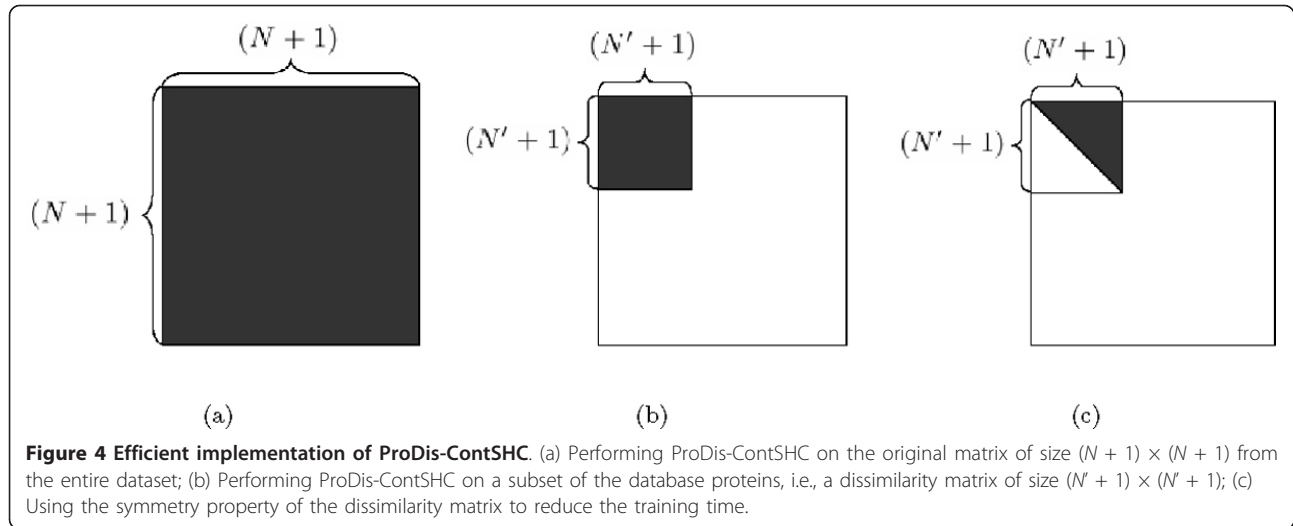 (N + 1)
(N + 1)
(N′ + 1)
(N′ + 1)
(N′ + 1)
(N′ + 1)
(a)
(b)
(c)
Figure 4 Efficient implementation of ProDis-ContSHC. (a) Performing ProDis-ContSHC on the original matrix of size (N + 1) × (N + 1) from
the entire dataset; (b) Performing ProDis-ContSHC on a subset of the database proteins, i.e., a dissimilarity matrix of size (N′ + 1) × (N′ + 1); (c)
Using the symmetry property of the dissimilarity matrix to reduce the training time.